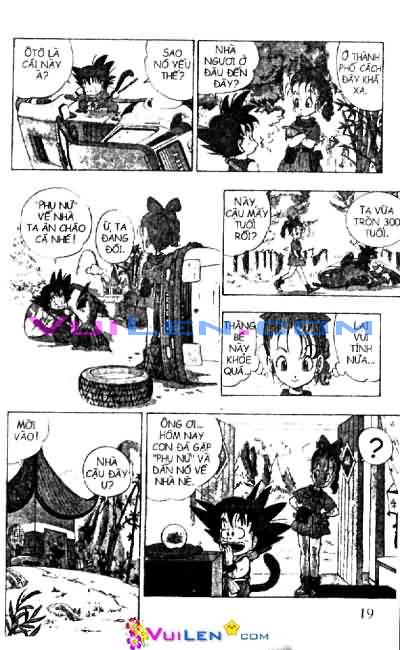 ÔTÔ LÀ
CÁI NÀY
À?
SAO
NÓ YẾU
THẾ?
NHÀ
NGƯƠI Ở
ĐÂU ĐẾN
ĐÂY?
Ở THÀNH
PHỐ CÁCH
ĐÂY KHÁ
XA.
"PHỤ NỮ"
VỀ NHÀ
TA ĂN CHÁO
CÁ NHÉ!
Ừ, TA
ĐANG
ĐÓI.
NÀY,
CẬU MẤY
TUỔI
RỒI?
TA VỪA
TRÒN 300
TUỔI.
THẰNG
BÉ
NÀY KHỎE
QUÁ...
LẠI
VUI
TÍNH
NỮA...
VUILEN.COM
MỜI
VÀO!
NHÀ
CẬU ĐÂY
Ư?
ÔNG ƠI...
HÔM NAY
CON ĐÃ GẶP
"PHỤ NỮ" VÀ
DẪN NÓ VỀ
NHÀ NÈ.
?
19
VUILEN.COM